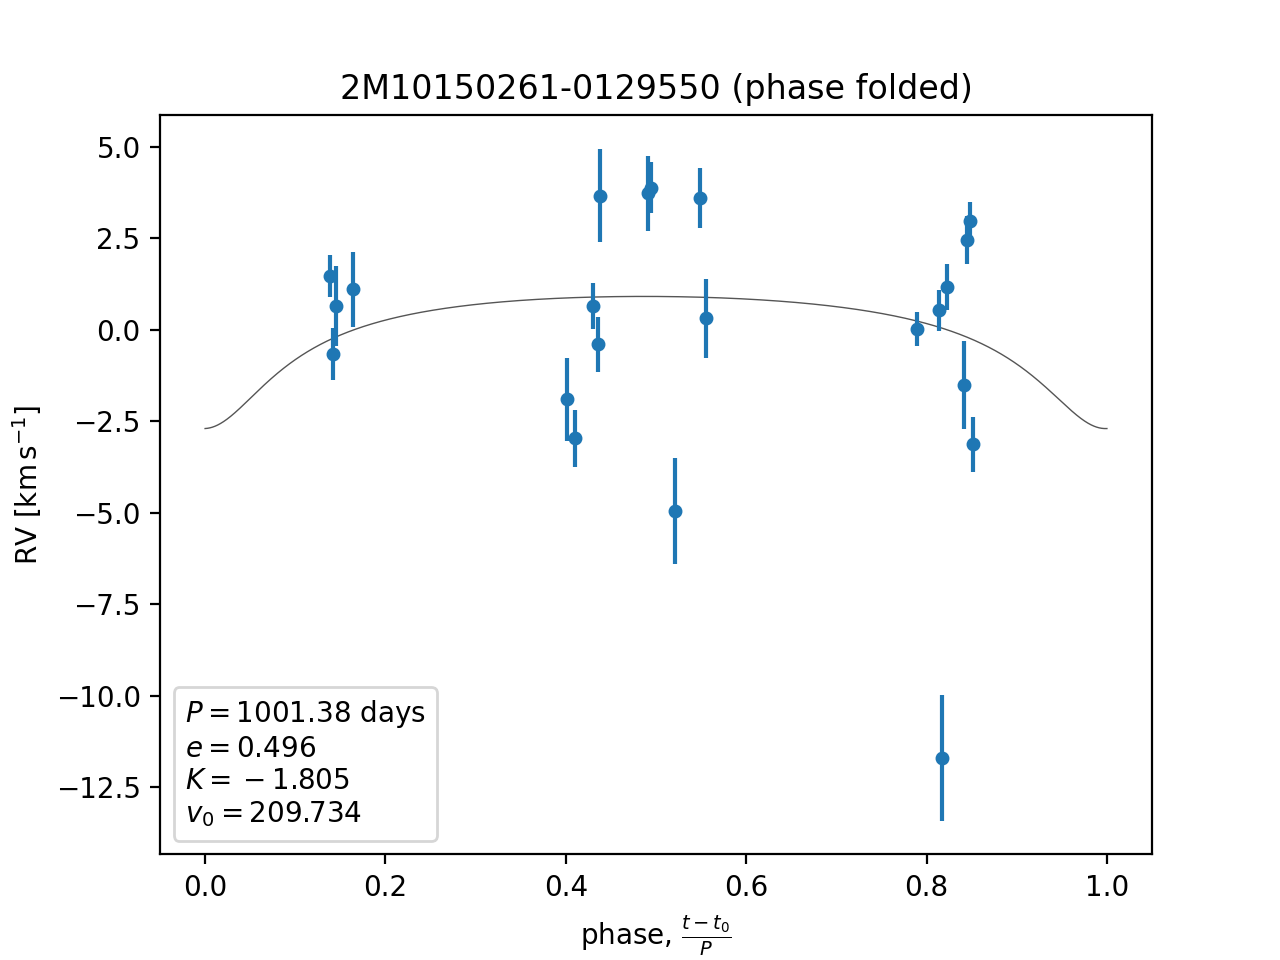 2M10150261-0129550 (phase folded)
5.0
2.5
0.0
−2.5
−5.0
−7.5
−10.0
−12.5
RV [km s−1]
P = 1001.38 days
e = 0.496
K = −1.805
v0 = 209.734
0.0 0.2 0.4 0.6 0.8 1.0
phase, t − t0
P